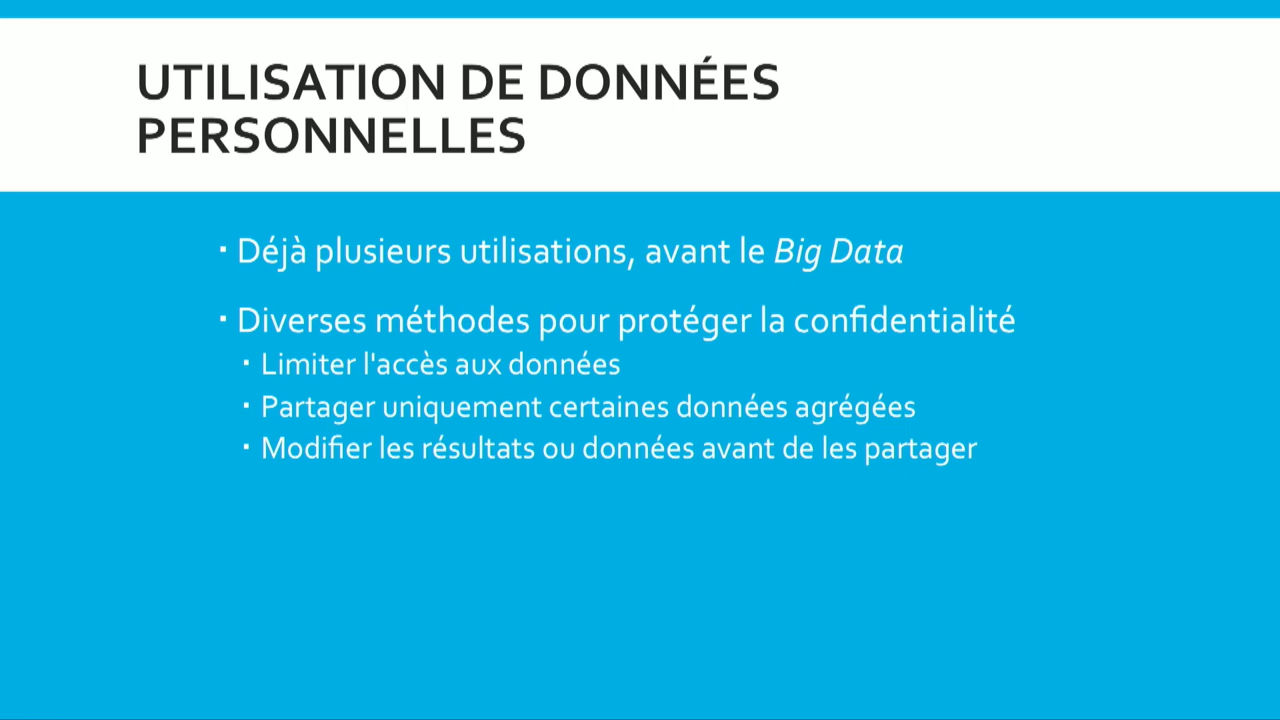 UTILISATION DE DONNÉES
PERSONNELLES
▪ Déjà plusieurs utilisations, avant le Big Data
▪ Diverses méthodes pour protéger la confidentialité
▪ Limiter l'accès aux données
▪ Partager uniquement certaines données agrégées
▪ Modifier les résultats ou données avant de les partager